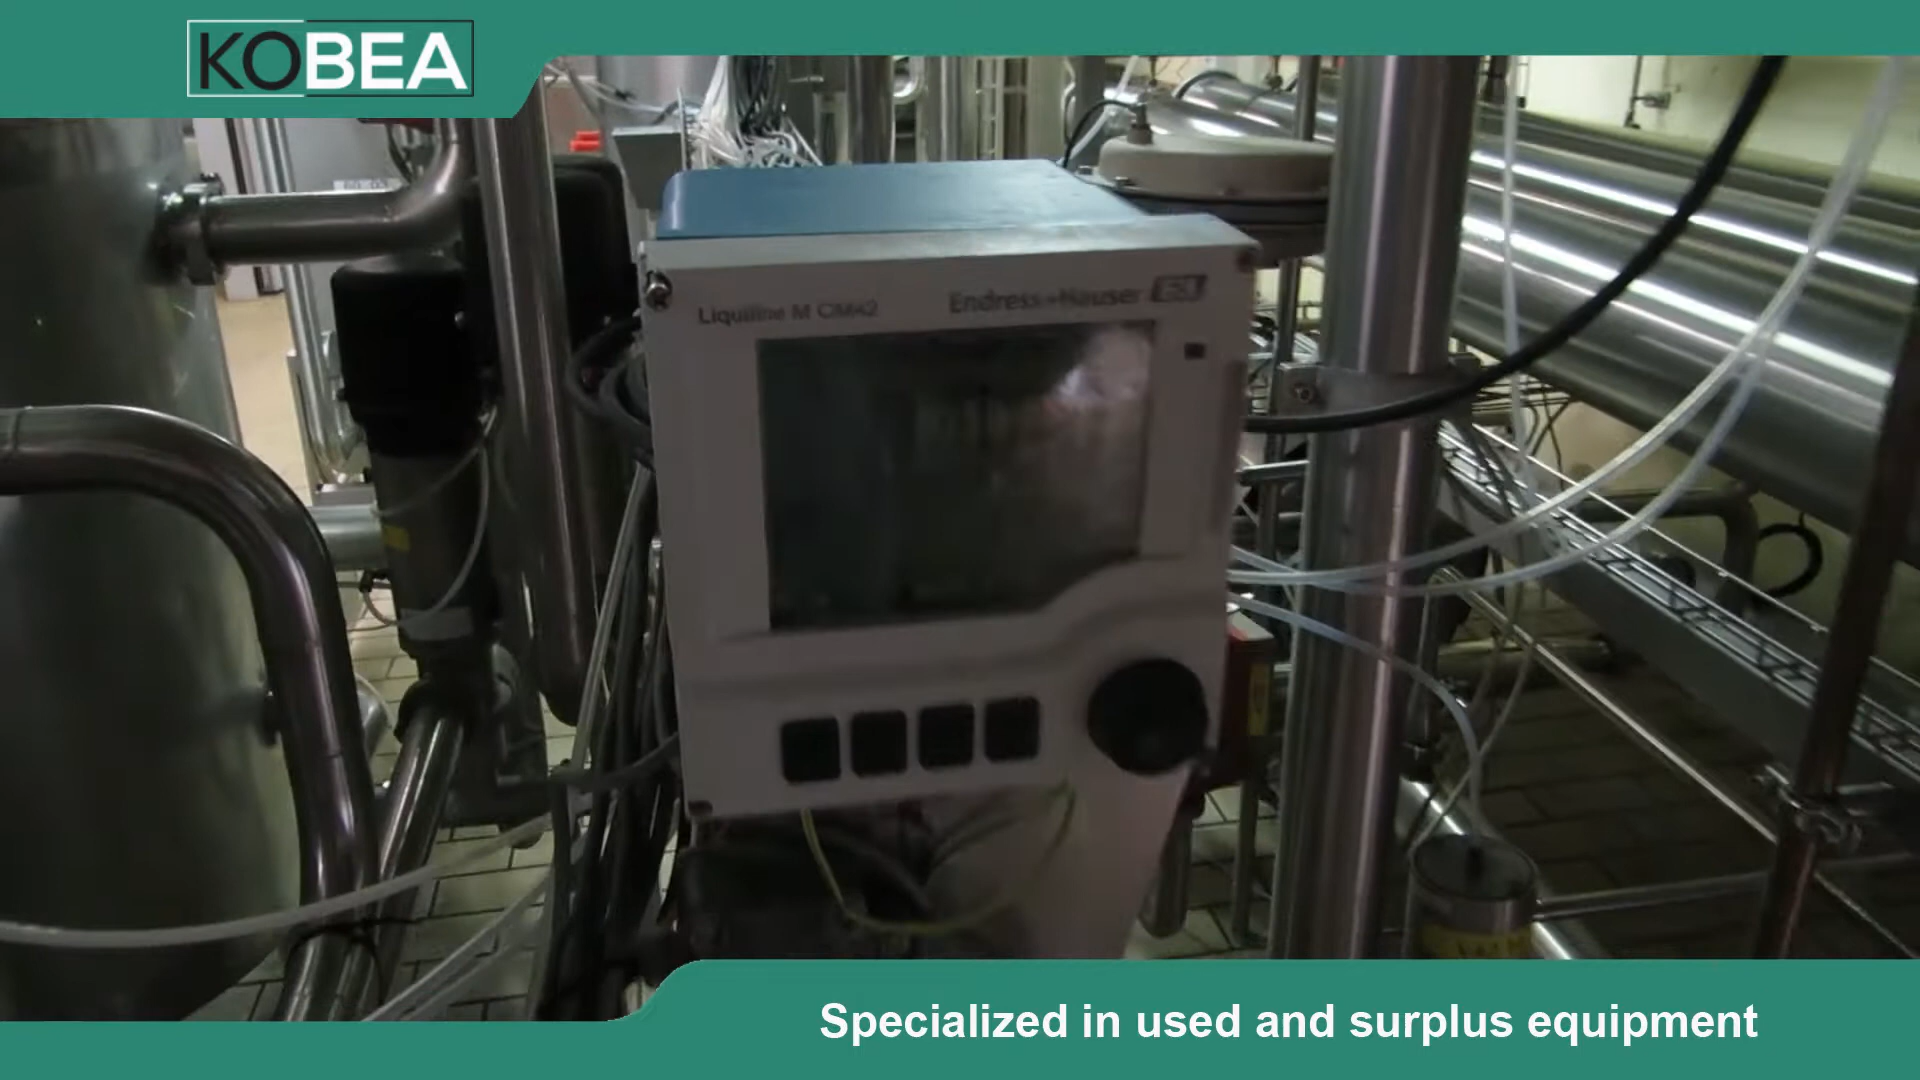 KOBEA
Liquiline M CM42
Endress+Hauser
Specialized in used and surplus equipment